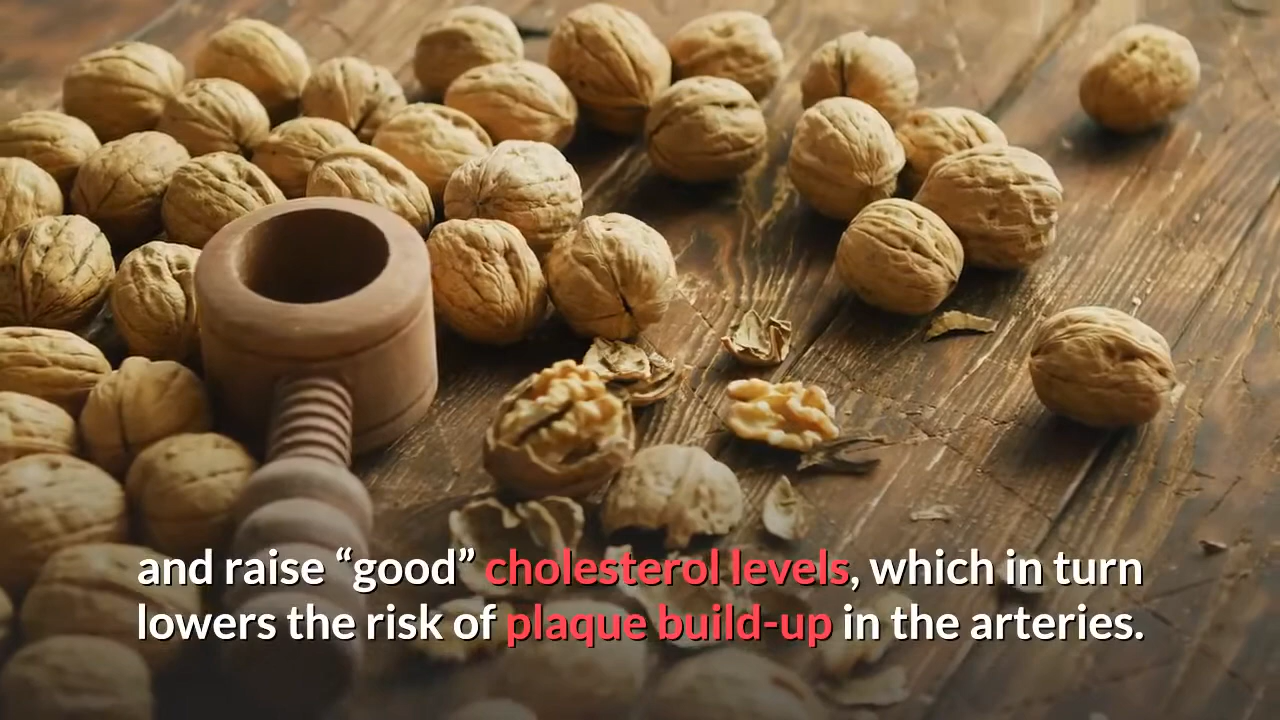 and raise “good” cholesterol levels, which in turn
lowers the risk of plaque build-up in the arteries.